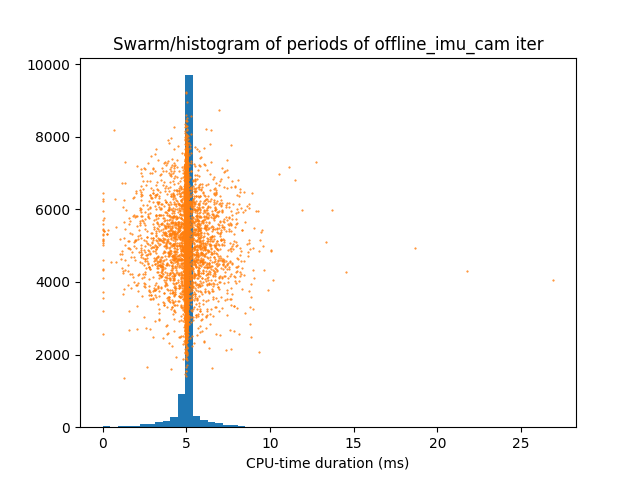 Swarm/histogram of periods of offline_imu_cam iter
10000
8000
6000
4000
2000
0
0 5 10 15 20 25
CPU-time duration (ms)